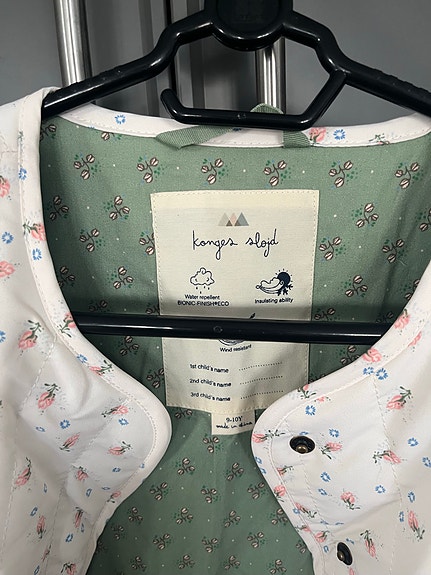 konges sløjd
Water repellent
BIONIC-FINISH®ECO
Insulating ability
Wind resistant
1st child's name ..................
2nd child's name ..................
3rd child's name ..................
9-10Y
made in china